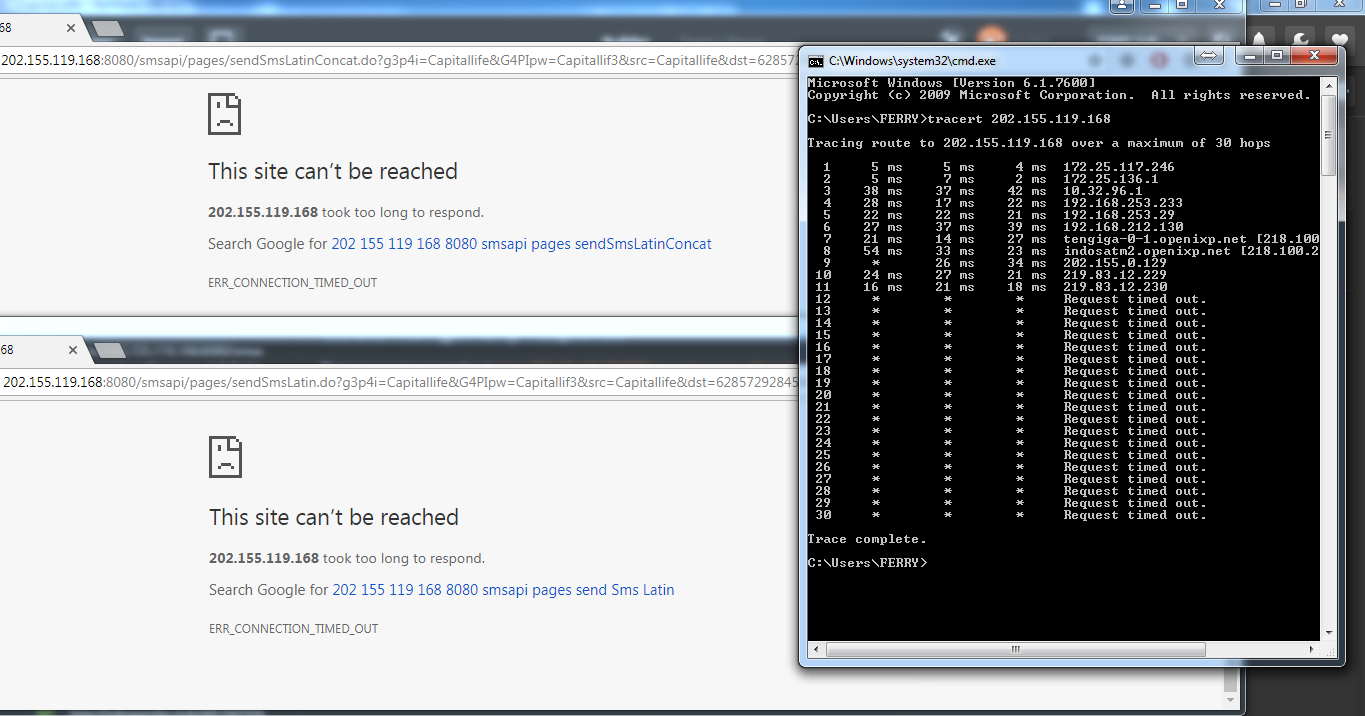 68
202.155.119.168:8080/smsapi/pages/sendSmsLatinConcat.do?g3p4i=Capitallife&G4PIpw=Capitallif3&src=Capitallife&dst=62857
This site can't be reached
202.155.119.168 took too long to respond.
Search Google for 202 155 119 168 8080 smsapi pages sendSmsLatinConcat
ERR_CONNECTION_TIMED_OUT
68
202.155.119.168:8080/smsapi/pages/sendSmsLatin.do?g3p4i=Capitallife&G4PIpw=Capitallif3&src=Capitallife&dst=62857292845
This site can't be reached
202.155.119.168 took too long to respond.
Search Google for 202 155 119 168 8080 smsapi pages send Sms Latin
ERR_CONNECTION_TIMED_OUT
C:\Windows\system32\cmd.exe
Microsoft Windows [Version 6.1.7600]
Copyright (c) 2009 Microsoft Corporation. All rights reserved.
C:\Users\FERRY>tracert 202.155.119.168
Tracing route to 202.155.119.168 over a maximum of 30 hops
1 5 ms 5 ms 4 ms 172.25.117.246
2 5 ms 7 ms 2 ms 172.25.136.1
3 38 ms 37 ms 42 ms 10.32.96.1
4 28 ms 17 ms 22 ms 192.168.253.233
5 22 ms 22 ms 21 ms 192.168.253.29
6 27 ms 37 ms 39 ms 192.168.212.130
7 21 ms 14 ms 27 ms tengiga-0-1.openixp.net [218.100
8 54 ms 33 ms 23 ms indosatm2.openixp.net [218.100.2
9 * 26 ms 34 ms 202.155.0.129
10 24 ms 27 ms 21 ms 219.83.12.229
11 16 ms 21 ms 18 ms 219.83.12.230
12 * * * Request timed out.
13 * * * Request timed out.
14 * * * Request timed out.
15 * * * Request timed out.
16 * * * Request timed out.
17 * * * Request timed out.
18 * * * Request timed out.
19 * * * Request timed out.
20 * * * Request timed out.
21 * * * Request timed out.
22 * * * Request timed out.
23 * * * Request timed out.
24 * * * Request timed out.
25 * * * Request timed out.
26 * * * Request timed out.
27 * * * Request timed out.
28 * * * Request timed out.
29 * * * Request timed out.
30 * * * Request timed out.
Trace complete.
C:\Users\FERRY>